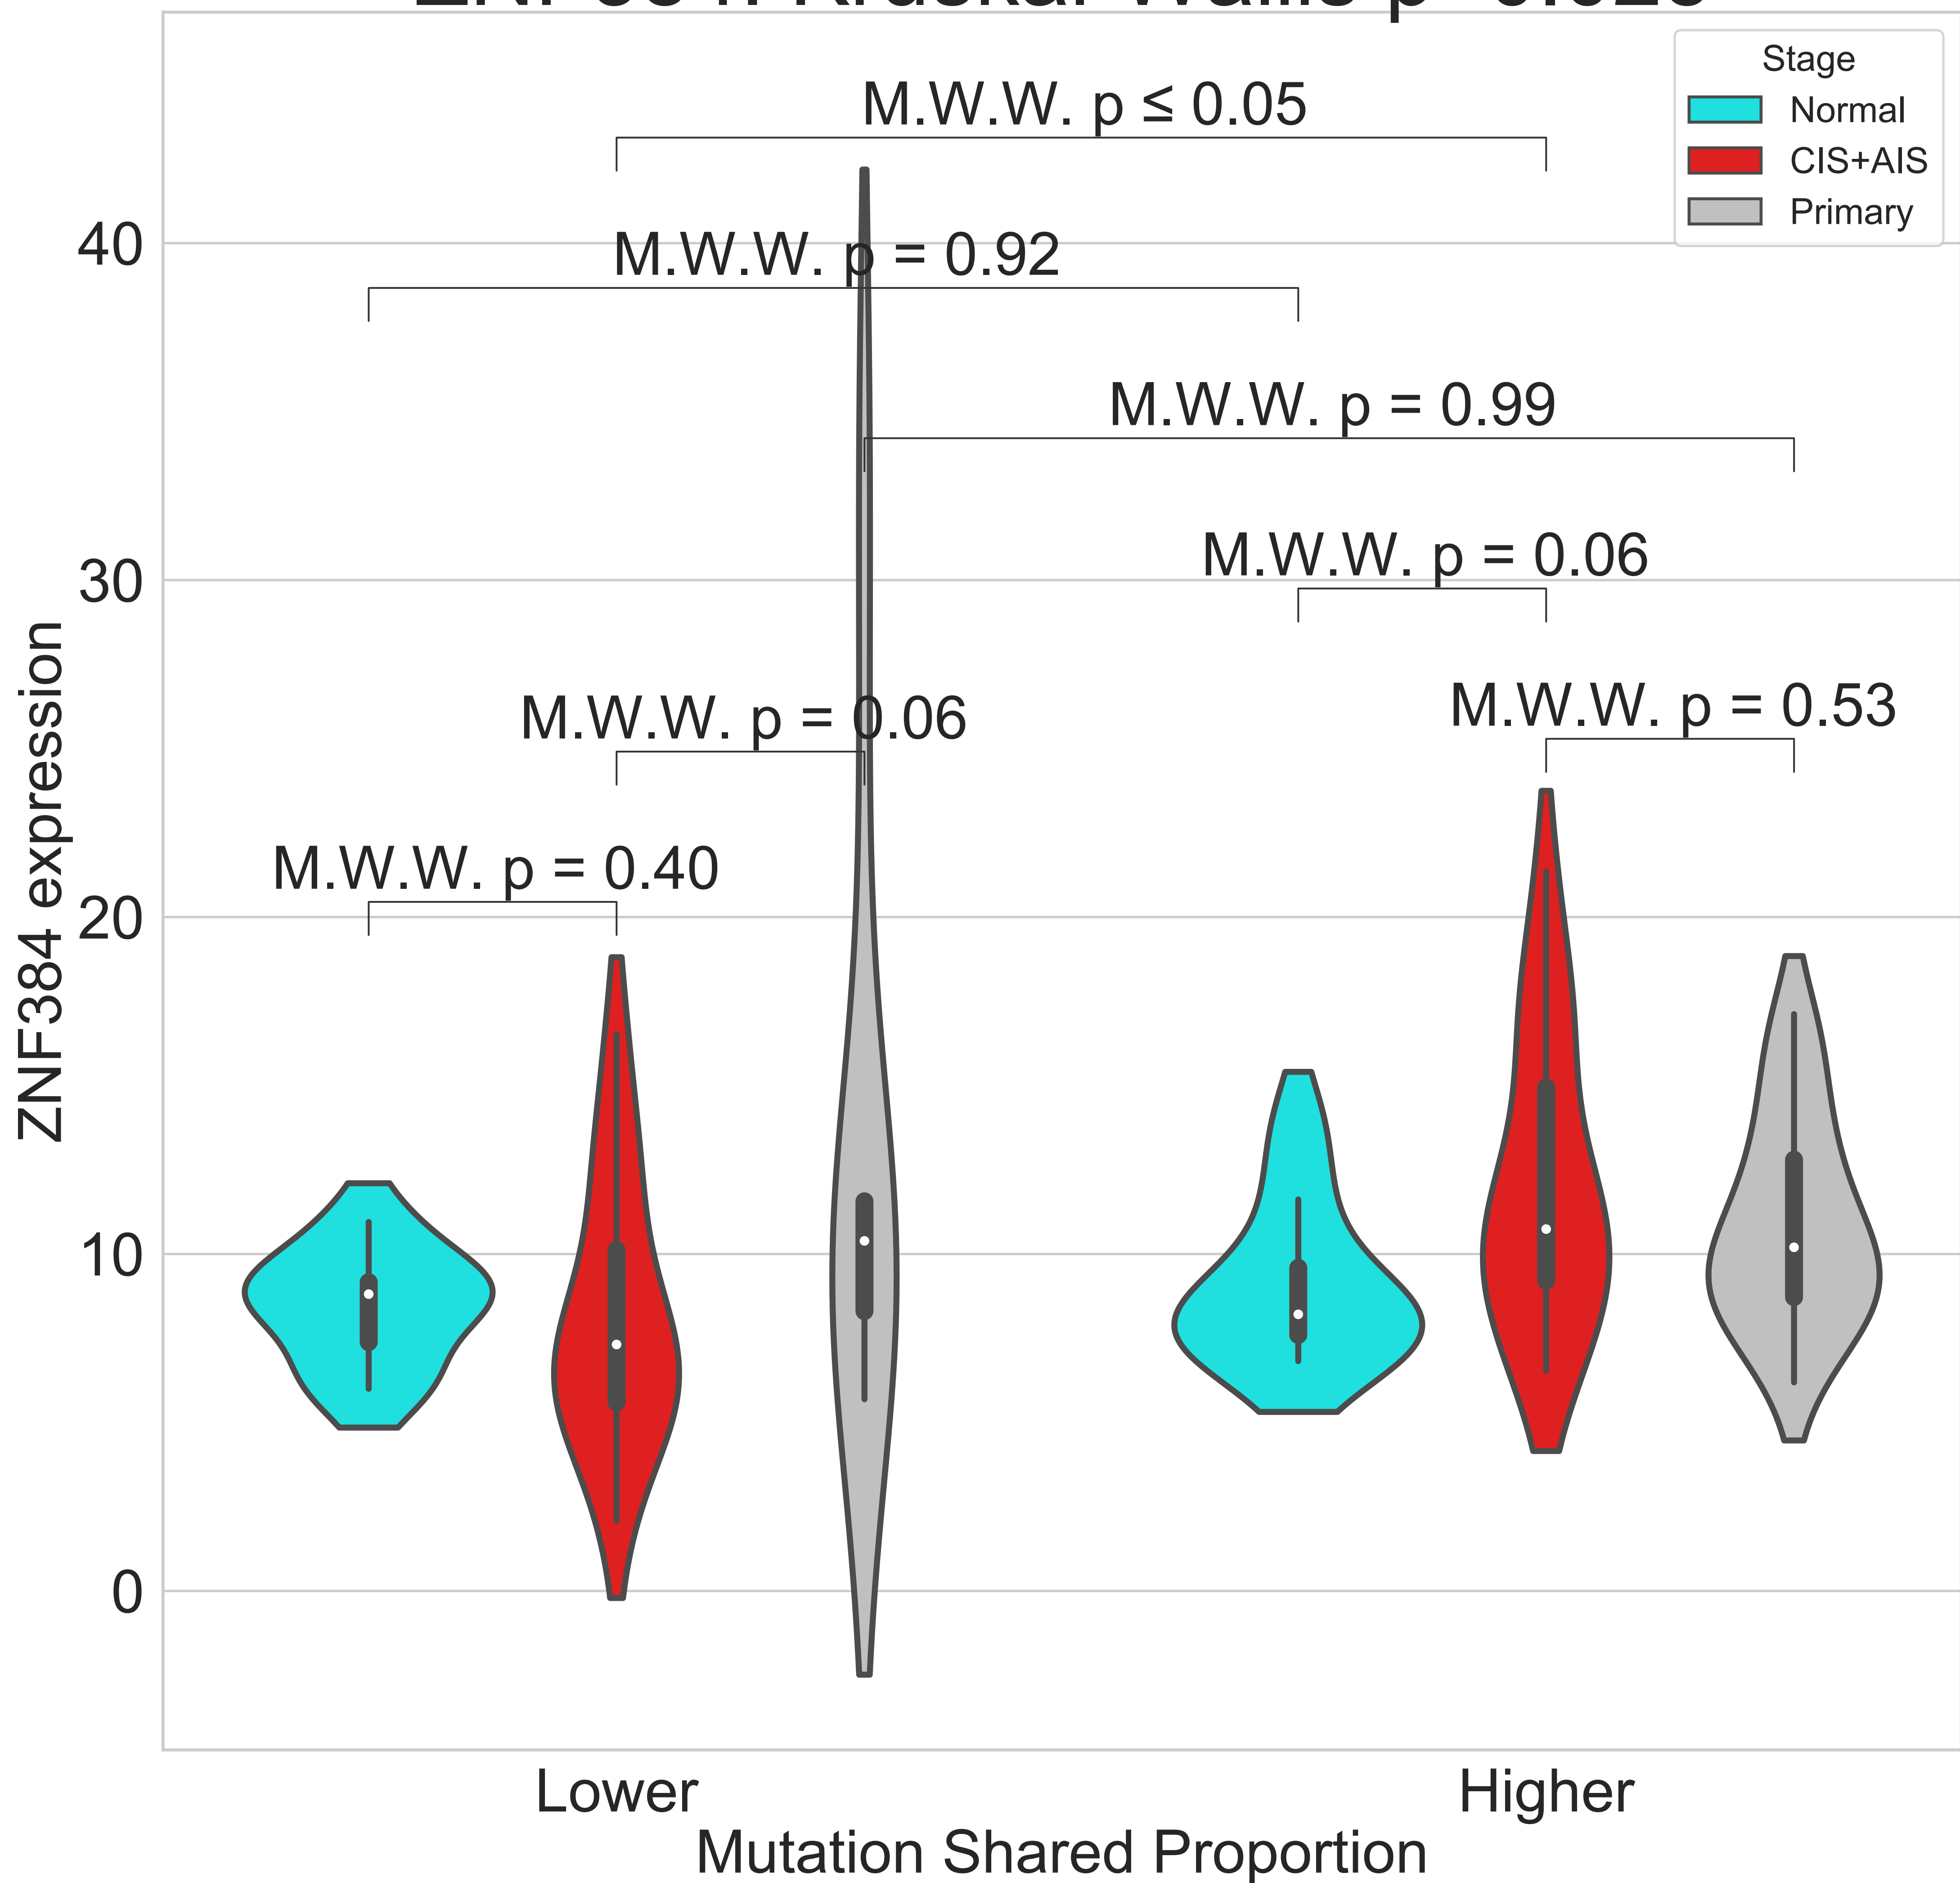 Stage
Normal
CIS+AIS
Primary
M.W.W. p ≤ 0.05
M.W.W. p = 0.92
M.W.W. p = 0.99
M.W.W. p = 0.06
M.W.W. p = 0.06
M.W.W. p = 0.53
M.W.W. p = 0.40
ZNF384 expression
40
30
20
10
0
Lower
Higher
Mutation Shared Proportion